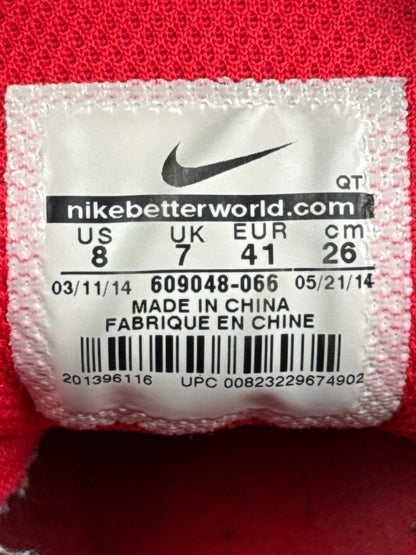 QT
nikebetterworld.com
US UK EUR cm
8 7 41 26
03/11/14 609048-066 05/21/14
MADE IN CHINA
FABRIQUE EN CHINE
201396116 UPC 00823229674902